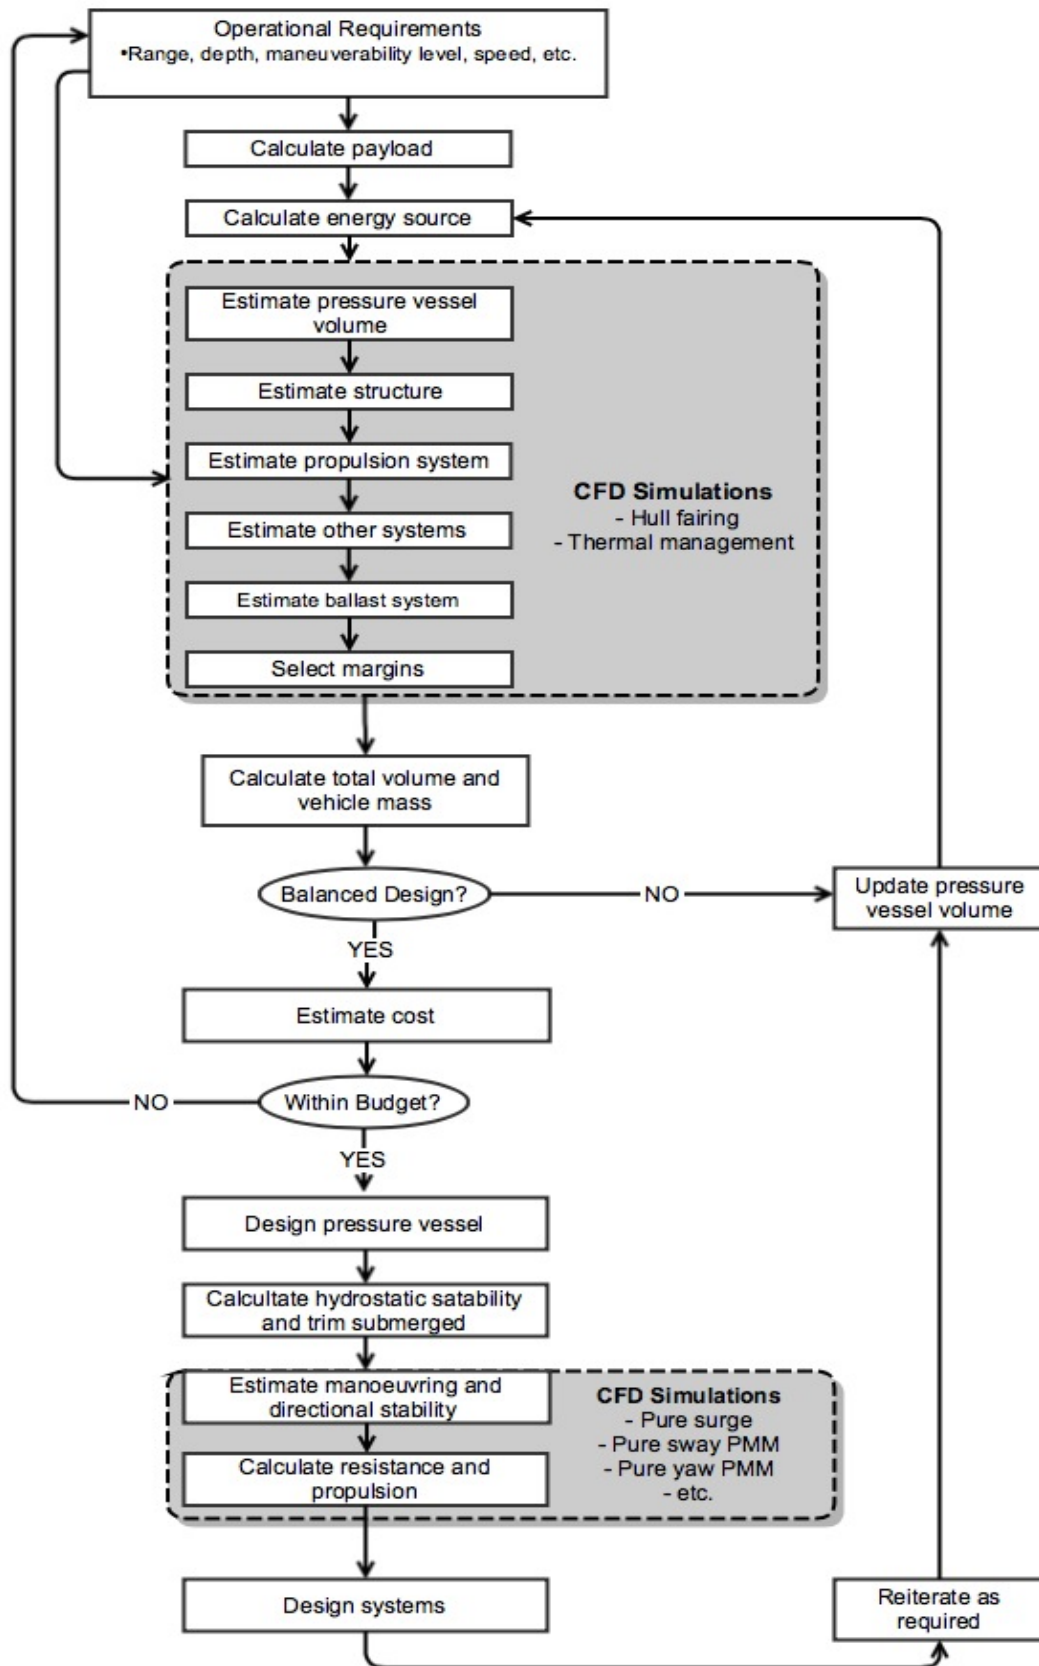 Operational Requirements
•Range, depth, maneuverability level, speed, etc.
Calculate payload
Calculate energy source
Estimate pressure vessel
volume
Estimate structure
Estimate propulsion system
Estimate other systems
Estimate ballast system
Select margins
CFD Simulations
- Hull fairing
- Thermal management
Calculate total volume and
vehicle mass
Balanced Design?
NO
Update pressure
vessel volume
YES
Estimate cost
Within Budget?
NO
YES
Design pressure vessel
Calcultate hydrostatic satability
and trim submerged
Estimate manoeuvring and
directional stability
Calculate resistance and
propulsion
CFD Simulations
- Pure surge
- Pure sway PMM
- Pure yaw PMM
- etc.
Design systems
Reiterate as
required